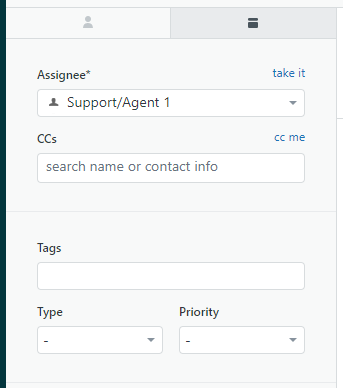 Assignee* take it
Support/Agent 1
CCs cc me
search name or contact info
Tags
Type Priority
- -